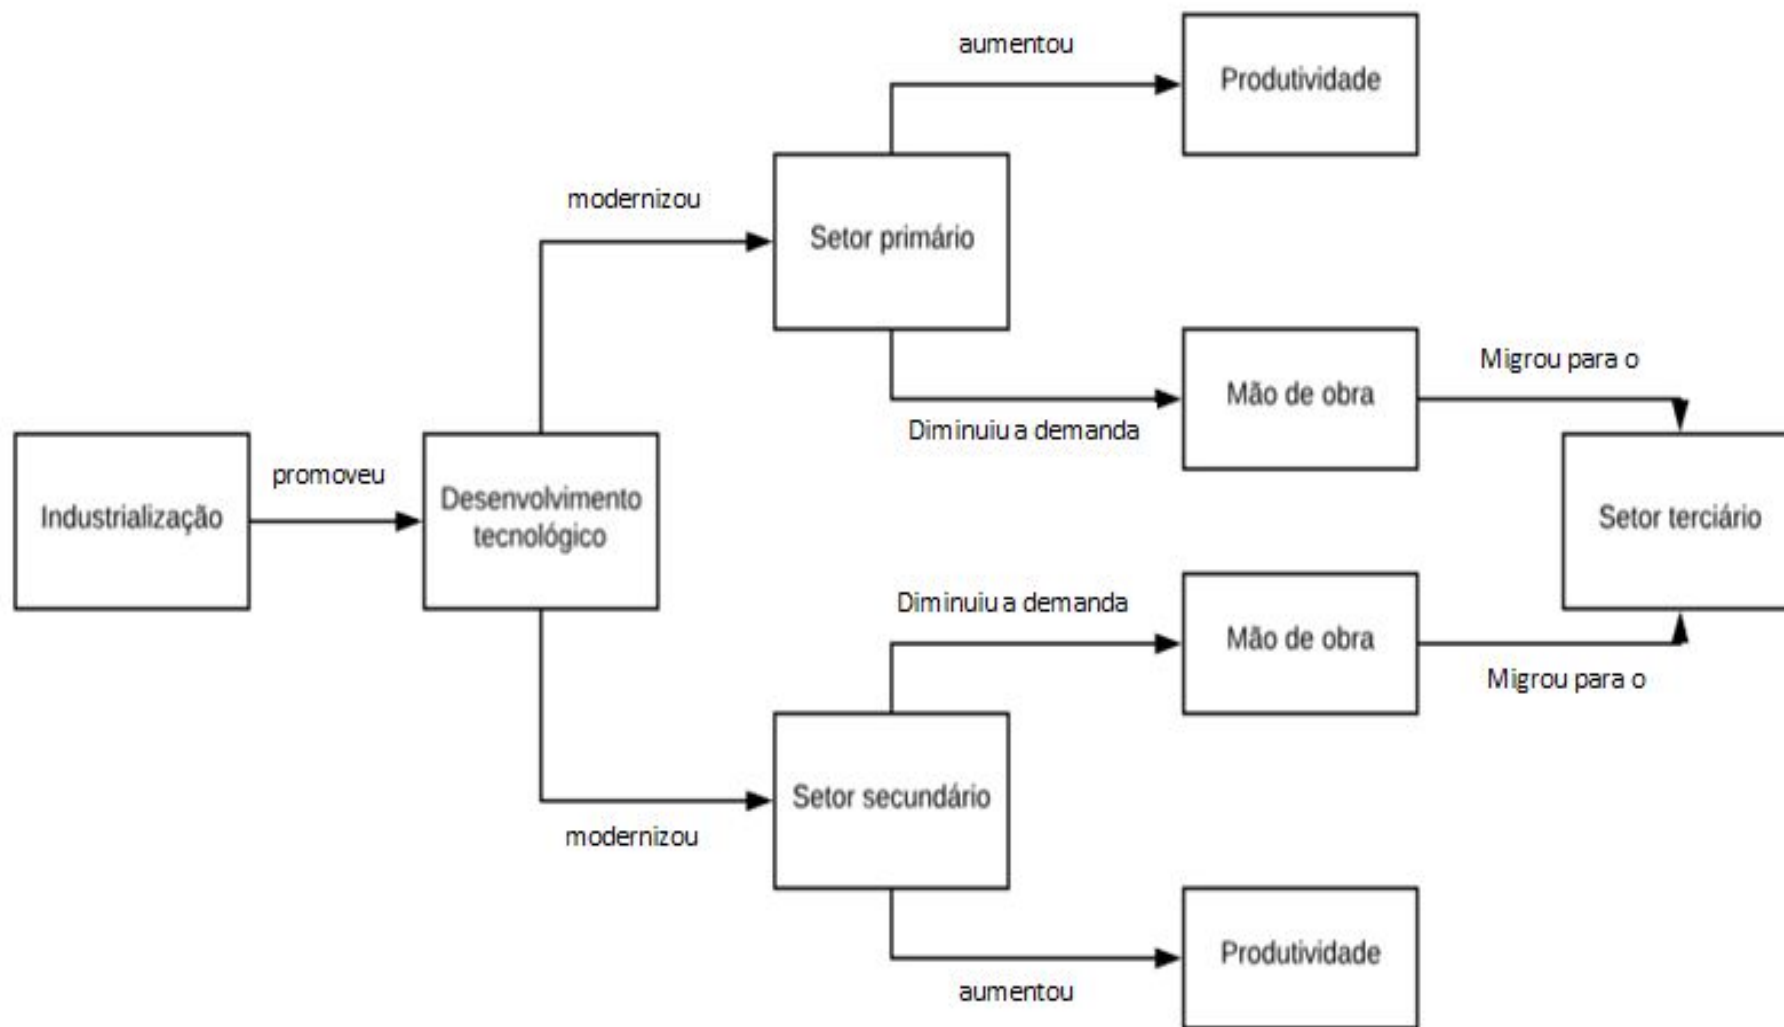 aumentou
Produtividade
modernizou
Setor primário
Migrou para o
Mão de obra
Diminuiu a demanda
promoveu
Industrialização
Desenvolvimento
tecnológico
Setor terciário
Diminuiu a demanda
Mão de obra
Migrou para o
Setor secundário
modernizou
Produtividade
aumentou